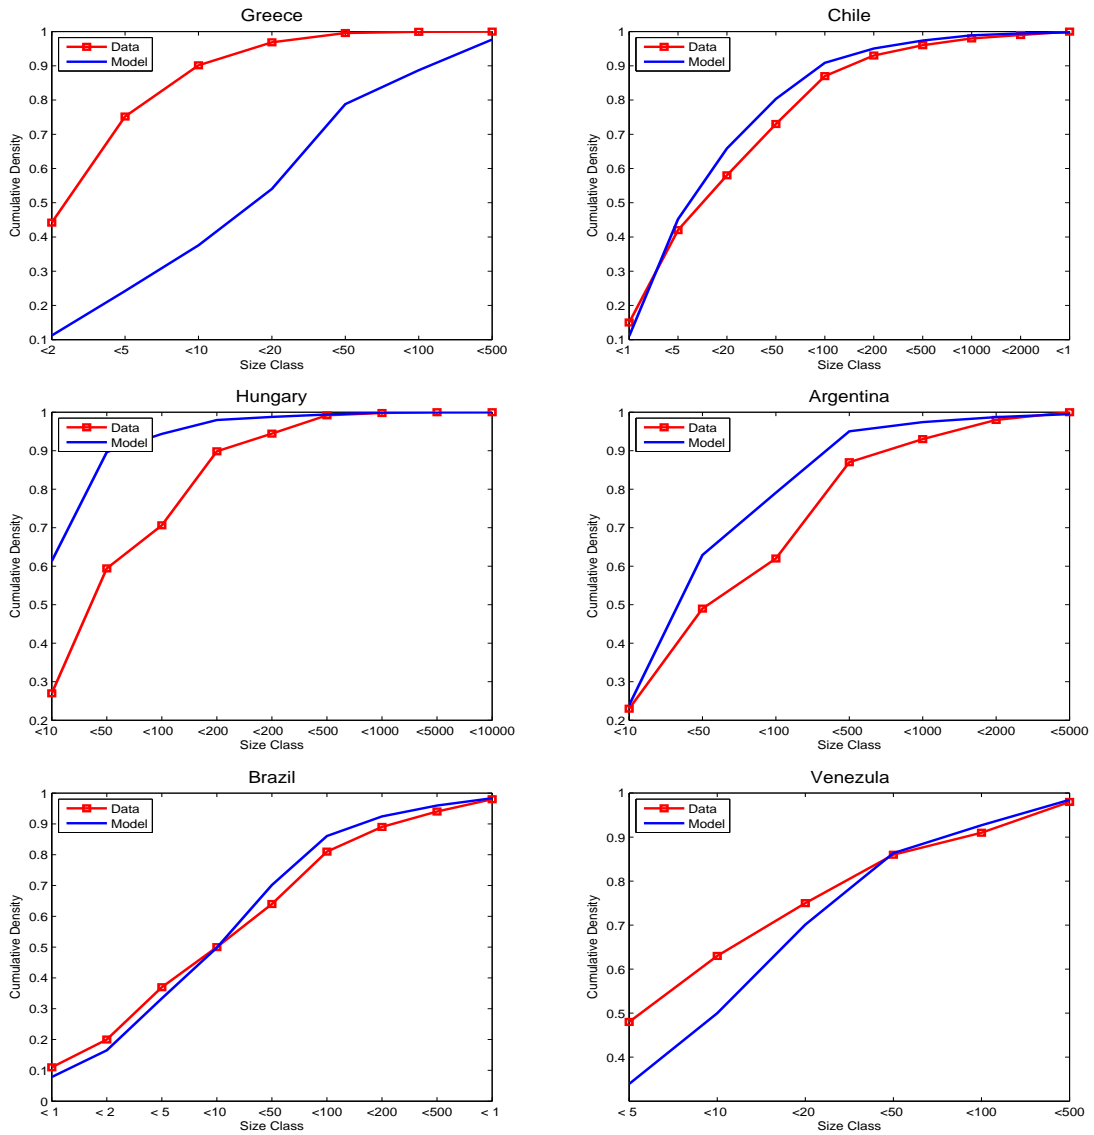 Greece
Data
Model
Cumulative Density
1
0.9
0.8
0.7
0.6
0.5
0.4
0.3
0.2
0.1
<2 <5 <10 <20 <50 <100 <500
Size Class
Chile
Data
Model
Cumulative Density
1
0.9
0.8
0.7
0.6
0.5
0.4
0.3
0.2
0.1
<1 <5 <20 <50 <100 <200 <500 <1000 <2000 <1
Size Class
Hungary
Data
Model
Cumulative Density
1
0.9
0.8
0.7
0.6
0.5
0.4
0.3
0.2
<10 <50 <100 <200 <200 <500 <1000 <5000 <10000
Size Class
Argentina
Data
Model
Cumulative Density
1
0.9
0.8
0.7
0.6
0.5
0.4
0.3
0.2
<10 <50 <100 <500 <1000 <2000 <5000
Size Class
Brazil
Data
Model
Cumulative Density
1
0.9
0.8
0.7
0.6
0.5
0.4
0.3
0.2
0.1
0
< 1 < 2 < 5 <10 <50 <100 <200 <500 < 1
Size Class
Venezula
Data
Model
Cumulative Density
1
0.9
0.8
0.7
0.6
0.5
0.4
< 5 <10 <20 <50 <100 <500
Size Class